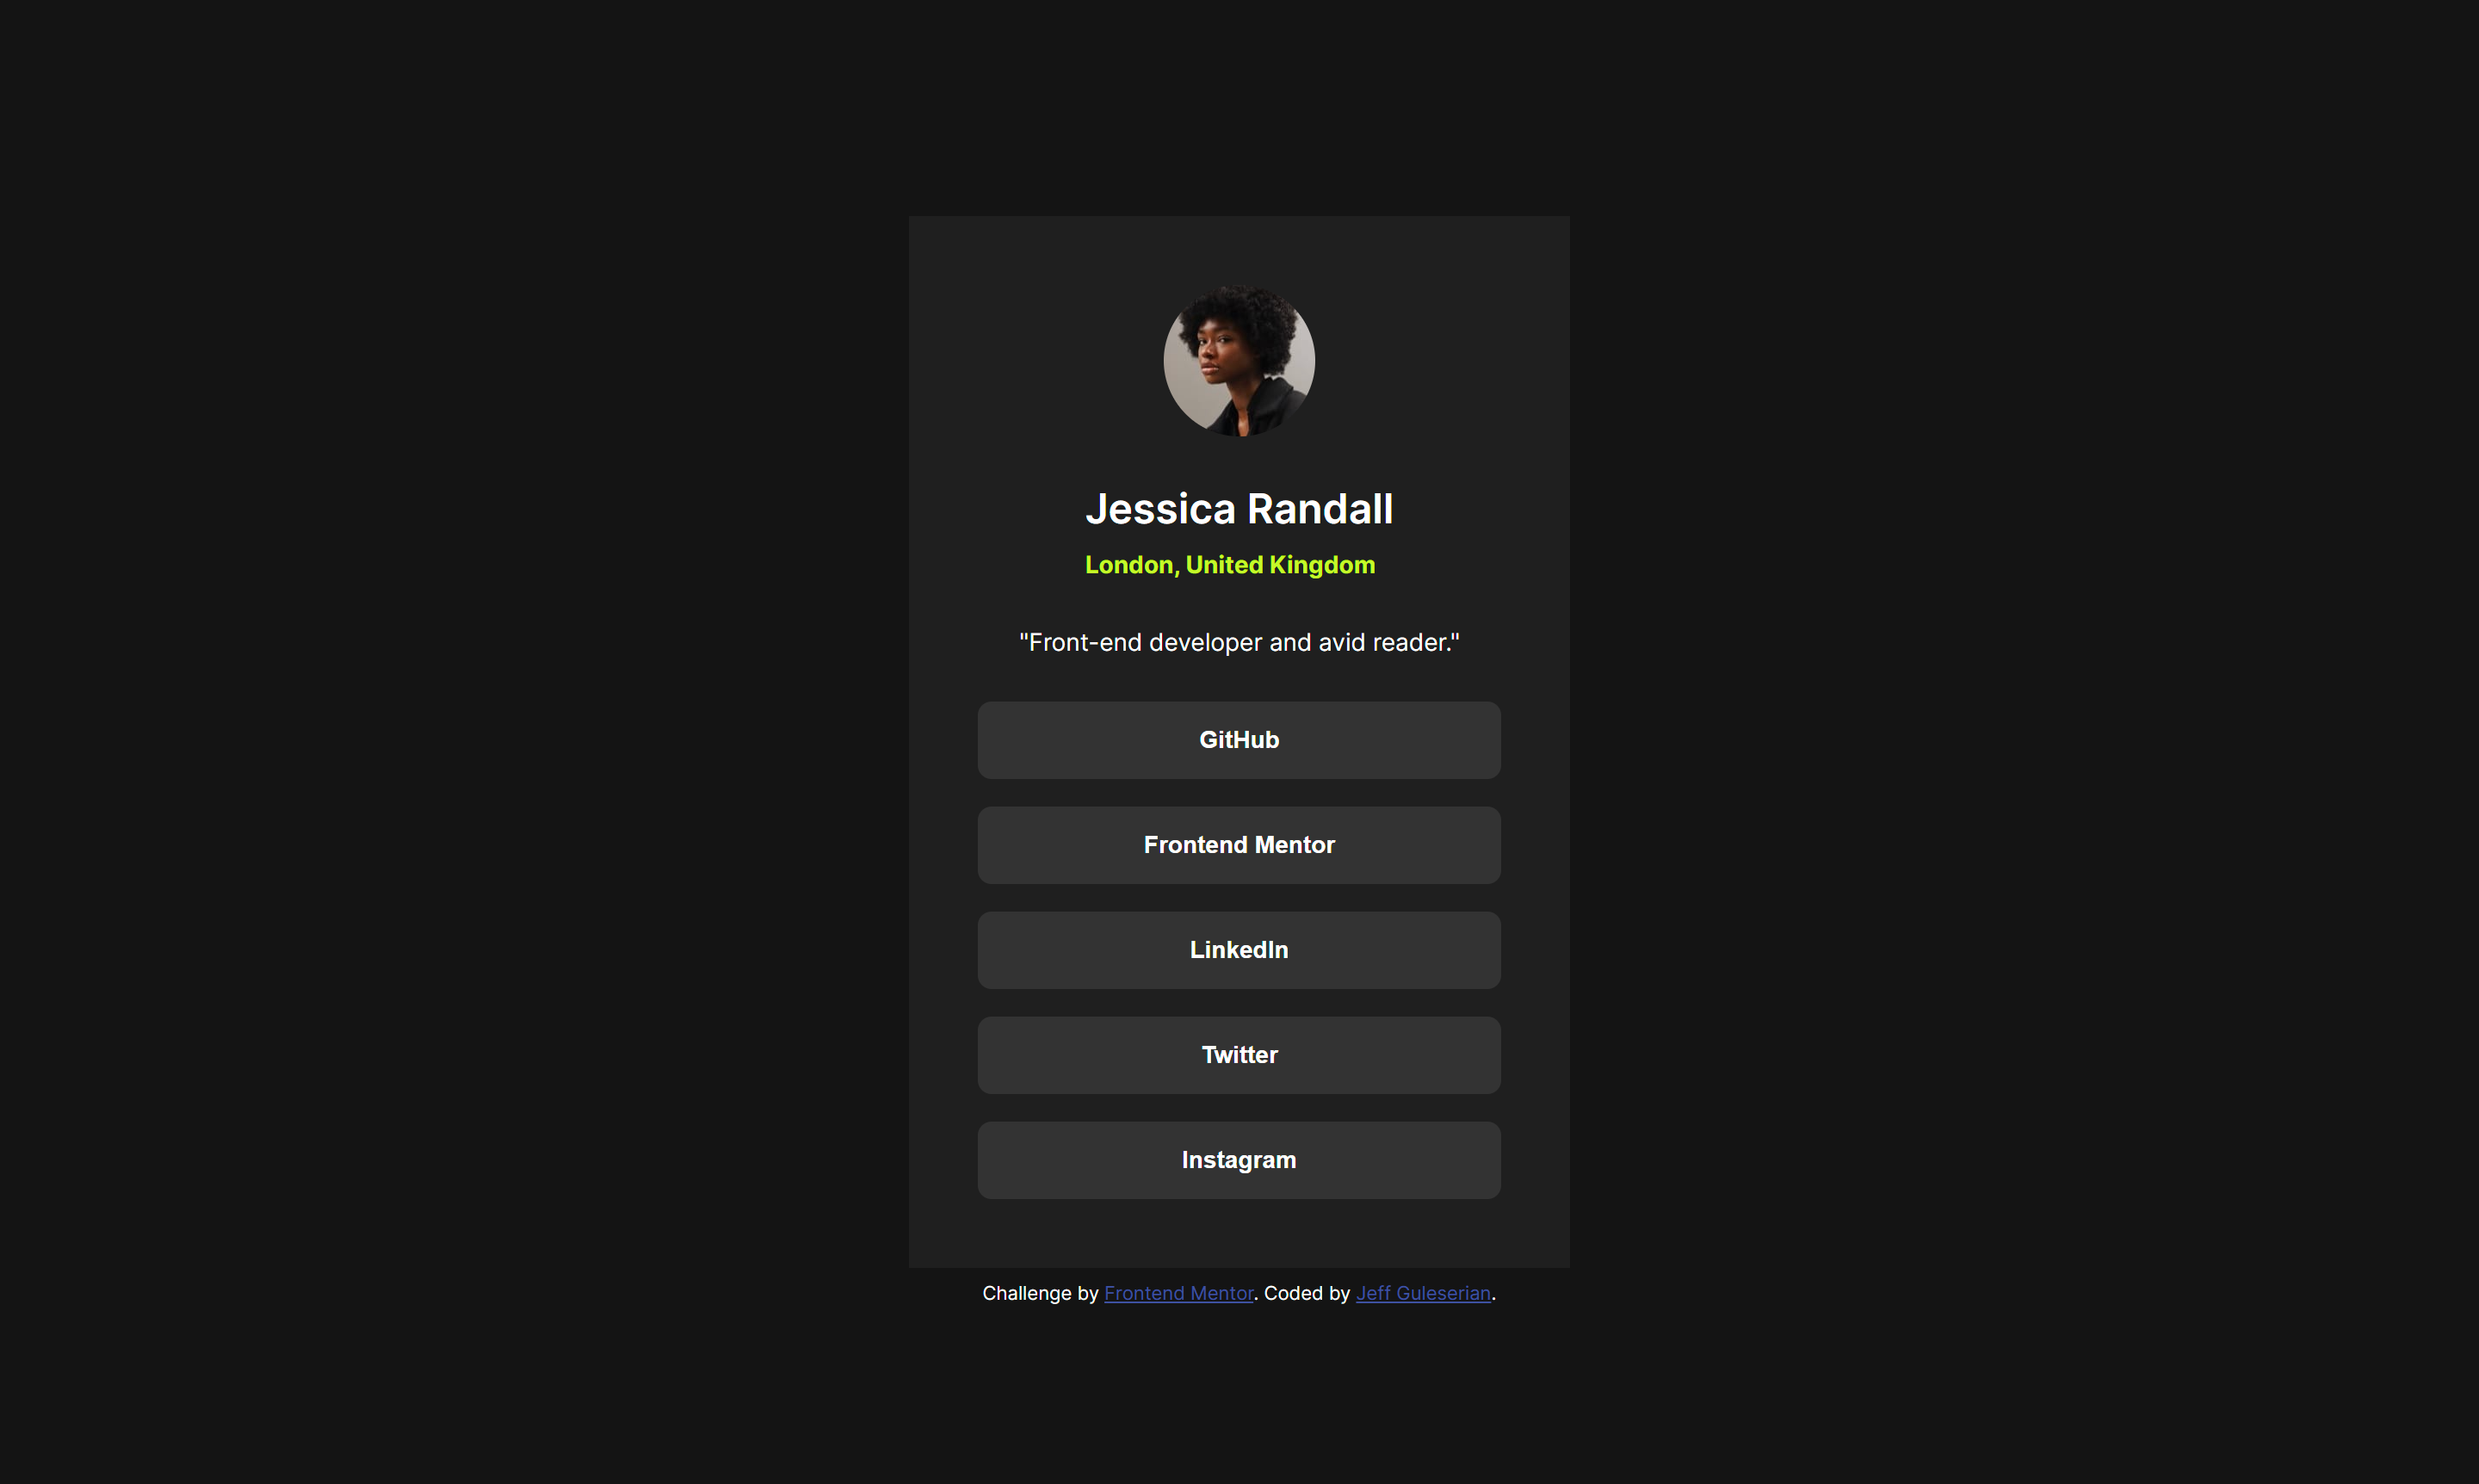 Jessica Randall
London, United Kingdom
"Front-end developer and avid reader."
GitHub
Frontend Mentor
LinkedIn
Twitter
Instagram
Challenge by Frontend Mentor. Coded by Jeff Guleserian.